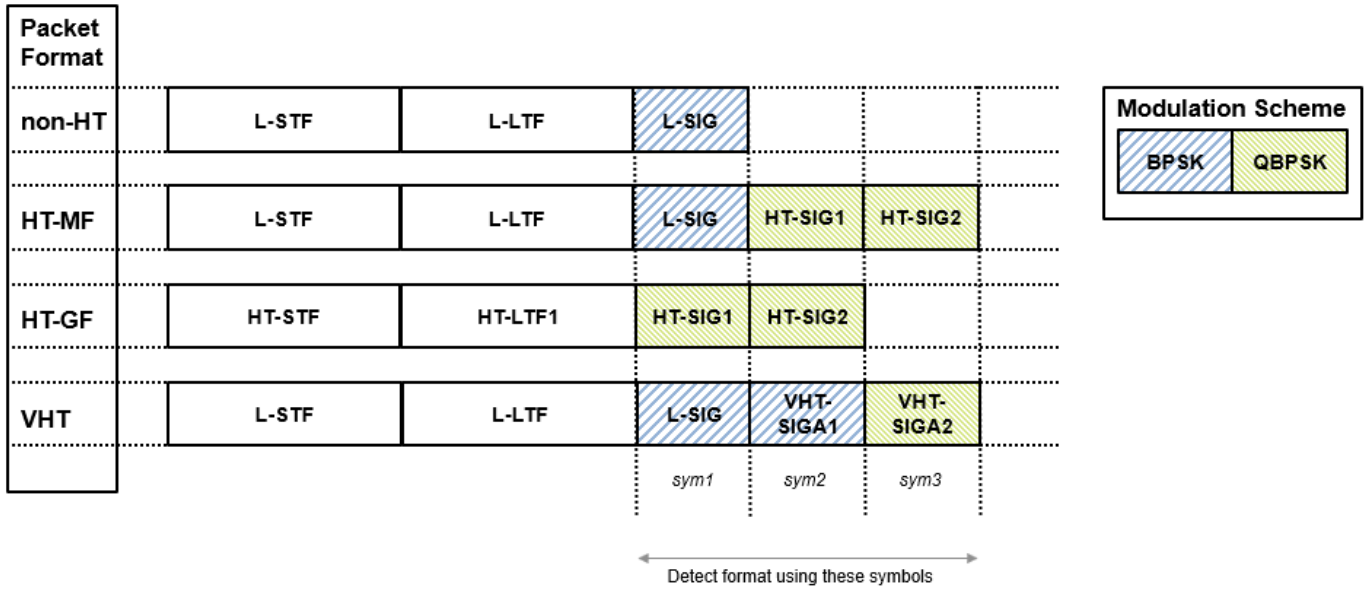 Packet
Format
non-HT
L-STF
L-LTF
L-SIG
Modulation Scheme
BPSK
QBPSK
HT-MF
L-STF
L-LTF
L-SIG
HT-SIG1
HT-SIG2
HT-GF
HT-STF
HT-LTF1
HT-SIG1
HT-SIG2
VHT
L-STF
L-LTF
L-SIG
VHT-
SIGA1
VHT-
SIGA2
sym1
sym2
sym3
Detect format using these symbols